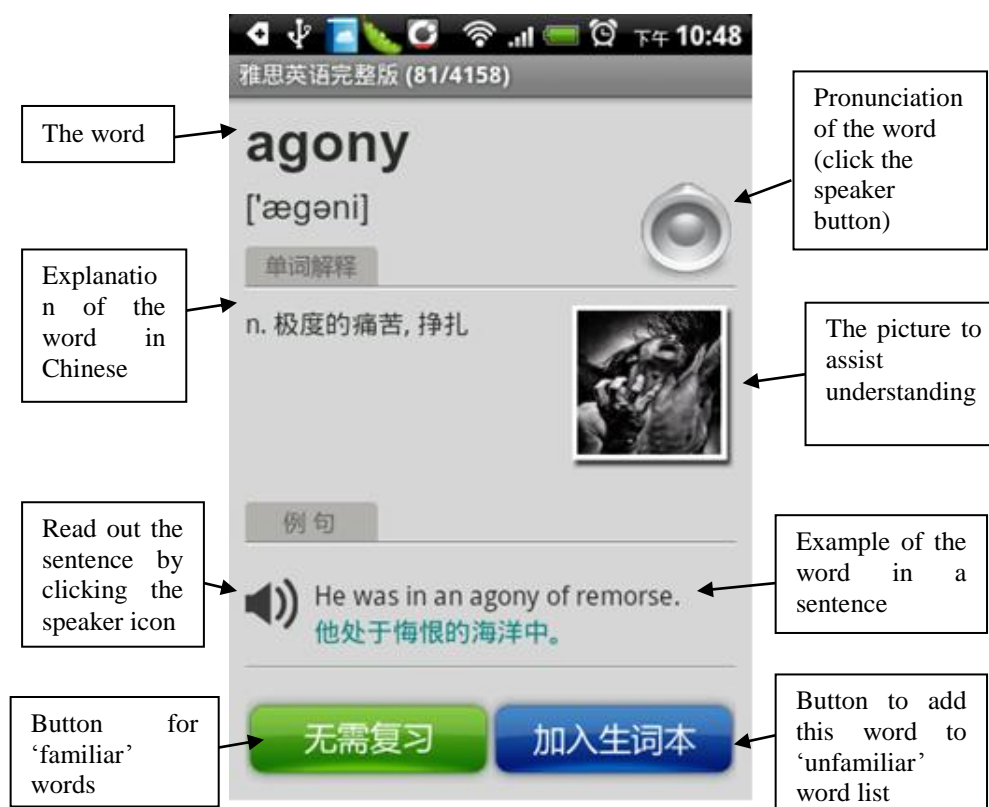 下午 10:48
雅思英语完整版 (81/4158)
The word
agony
['ægəni]
Pronunciation
of the word
(click the
speaker
button)
单词解释
Explanatio
n of the
word in
Chinese
n. 极度的痛苦, 挣扎
The picture to
assist
understanding
例句
Read out the
sentence by
clicking the
speaker icon
He was in an agony of remorse.
他处于悔恨的海洋中。
Example of the
word in a
sentence
Button for
‘familiar’
words
无需复习
加入生词本
Button to add
this word to
‘unfamiliar’
word list